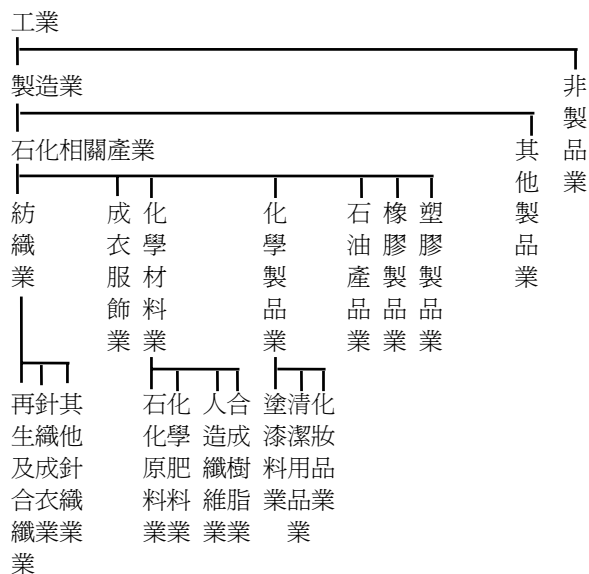 工業
製造業
非製品業
石化相關產業
其他製品業
紡織業
成衣服飾業
化學材料業
化學製品業
石油產品業
橡膠製品業
塑膠製品業
再生及合纖業
針織成衣業
其他針織業
石化原料業
化學肥料業
人造纖維業
合成樹脂業
塗漆料業
清潔用品業
化妝品業